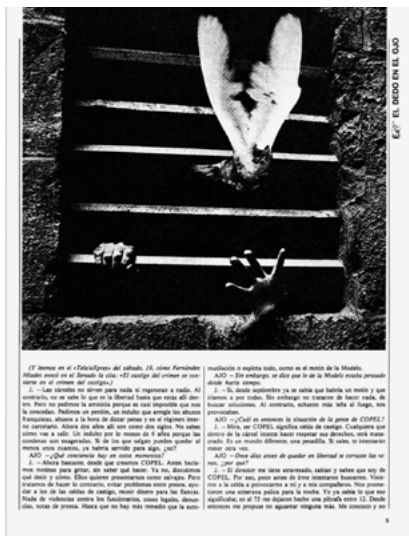 EL DEDO EN EL OJO
(Y leemos en el «Tele/eXpres» del sábado, 19, cómo Fernández
Viladés evocó en el Senado la cita: «El castigo del crimen se con-
vierte en el crimen del castigo».)
J. — Las cárceles no sirven para nada ni regeneran a nadie. Al
contrario, no se sabe lo que es la libertad hasta que estás allí den-
tro. Pero no pedimos la amnistía porque es casi imposible que nos
la concedan. Pedimos un perdón, un indulto que arregle los abusos
franquistas, abusos a la hora de dictar penas y en el régimen inter-
no carcelario. Ahora dos años allí son como dos siglos. No sabes
cómo vas a salir. Un indulto por lo menos de 6 años porque las
condenas son exageradas. Si de los que salgan pueden quedar al
menos unos cuantos, ya habría servido para algo, ¿no?
AJO — ¿Qué conciencia hay en estos momentos?
J. — Ahora bastante, desde que creamos COPEL. Antes hacía-
mos motines para gritar, sin saber qué hacer. Ya no, discutimos
qué decir y cómo. Ellos quieren presentarnos como salvajes. Pero
tratamos de hacer lo contrario, evitar problemas entre presos, ayu-
dar a los de las celdas de castigo, reunir dinero para las fianzas.
Nada de violencias contra los funcionarios, cosas legales, denun-
cias, notas de prensa. Hasta que no hay más remedio que la auto-
mutilación o explota todo, como es el motín de la Modelo.
AJO — Sin embargo, se dice que lo de la Modelo estaba pensado
desde hacía tiempo.
J. — Sí, desde septiembre ya se sabía que habría un motín y que
iríamos a por todas. Sin embargo no trataron de hacer nada, de
buscar soluciones. Al contrario, echaron más leña al fuego, nos
provocaban.
AJO — ¿Cuál es entonces la situación de la gente de COPEL?
J. — Mira, ser COPEL significa celda de castigo. Cualquiera que
dentro de la cárcel intente hacer respetar sus derechos, será masa-
crado. Es un mundo diferente, una pesadilla. Si sales, te intentarán
meter otra vez.
AJO — Once días antes de quedar en libertad te cortaste las ve-
nas, ¿por qué?
J. — El director me tiene atravesado, sabían y saben que soy de
COPEL. Por eso, poco antes de irme intentaron buscarme. Vinie-
ron a la celda a provocarme a mí y a mis compañeros. Nos prome-
tieron una soberana paliza para la noche. Yo ya sabía lo que eso
significaba; en el 75 me dejaron hecho una piltrafa entre 12. Desde
entonces me propuse no aguantar ninguna más. Me conozco y no
5